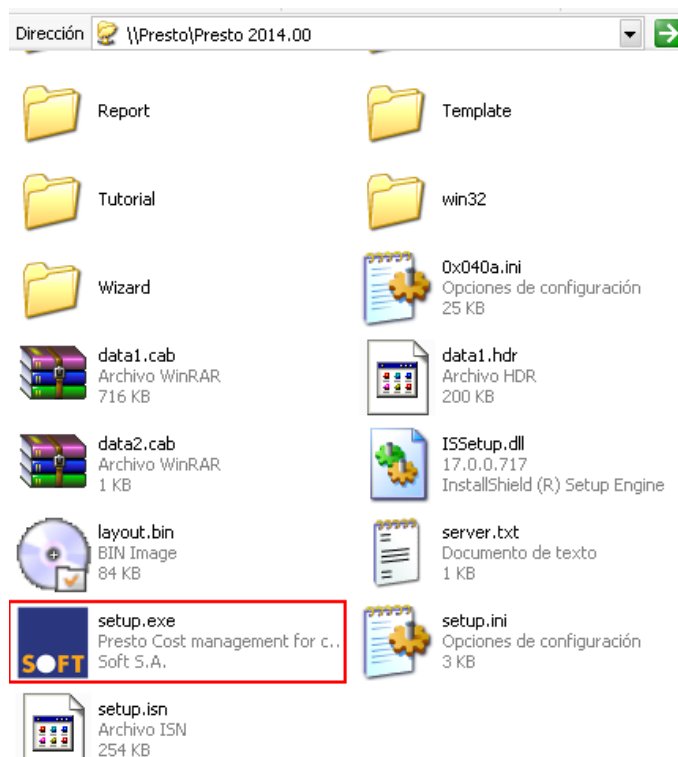 Dirección \\Presto\Presto 2014.00
Report
Template
Tutorial
win32
Wizard
0x040a.ini
Opciones de configuración
25 KB
data1.cab
Archivo WinRAR
716 KB
data1.hdr
Archivo HDR
200 KB
data2.cab
Archivo WinRAR
1 KB
ISSetup.dll
17.0.0.717
InstallShield (R) Setup Engine
layout.bin
BIN Image
84 KB
server.txt
Documento de texto
1 KB
SOFT
setup.exe
Presto Cost management for c..
Soft S.A.
setup.ini
Opciones de configuración
3 KB
setup.isn
Archivo ISN
254 KB